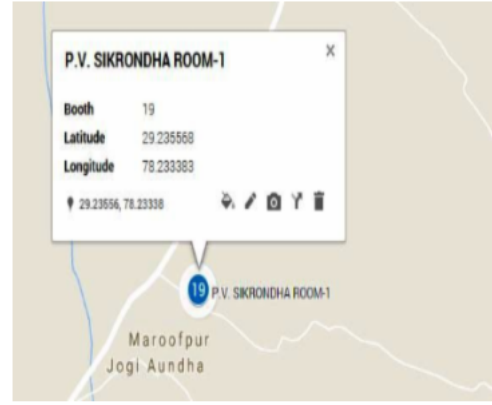 P.V. SIKRONDHA ROOM-1
Booth 19
Latitude 29.235568
Longitude 78.233383
29.23556, 78.23338
19 P.V. SIKRONDHA ROOM-1
Maroofpur
Jogi Aundha